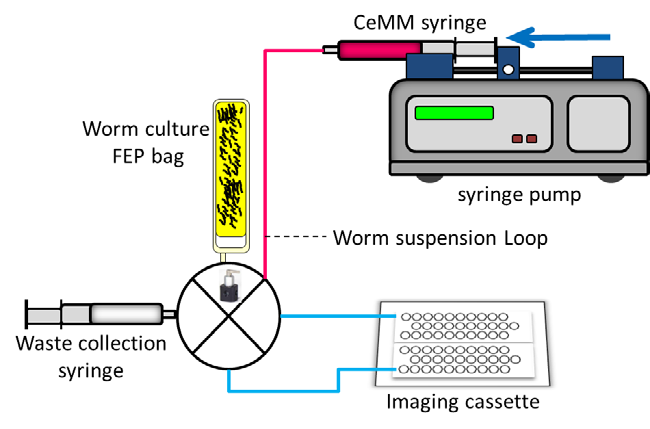 CeMM syringe
Worm culture
FEP bag
syringe pump
Worm suspension Loop
Waste collection
syringe
Imaging cassette